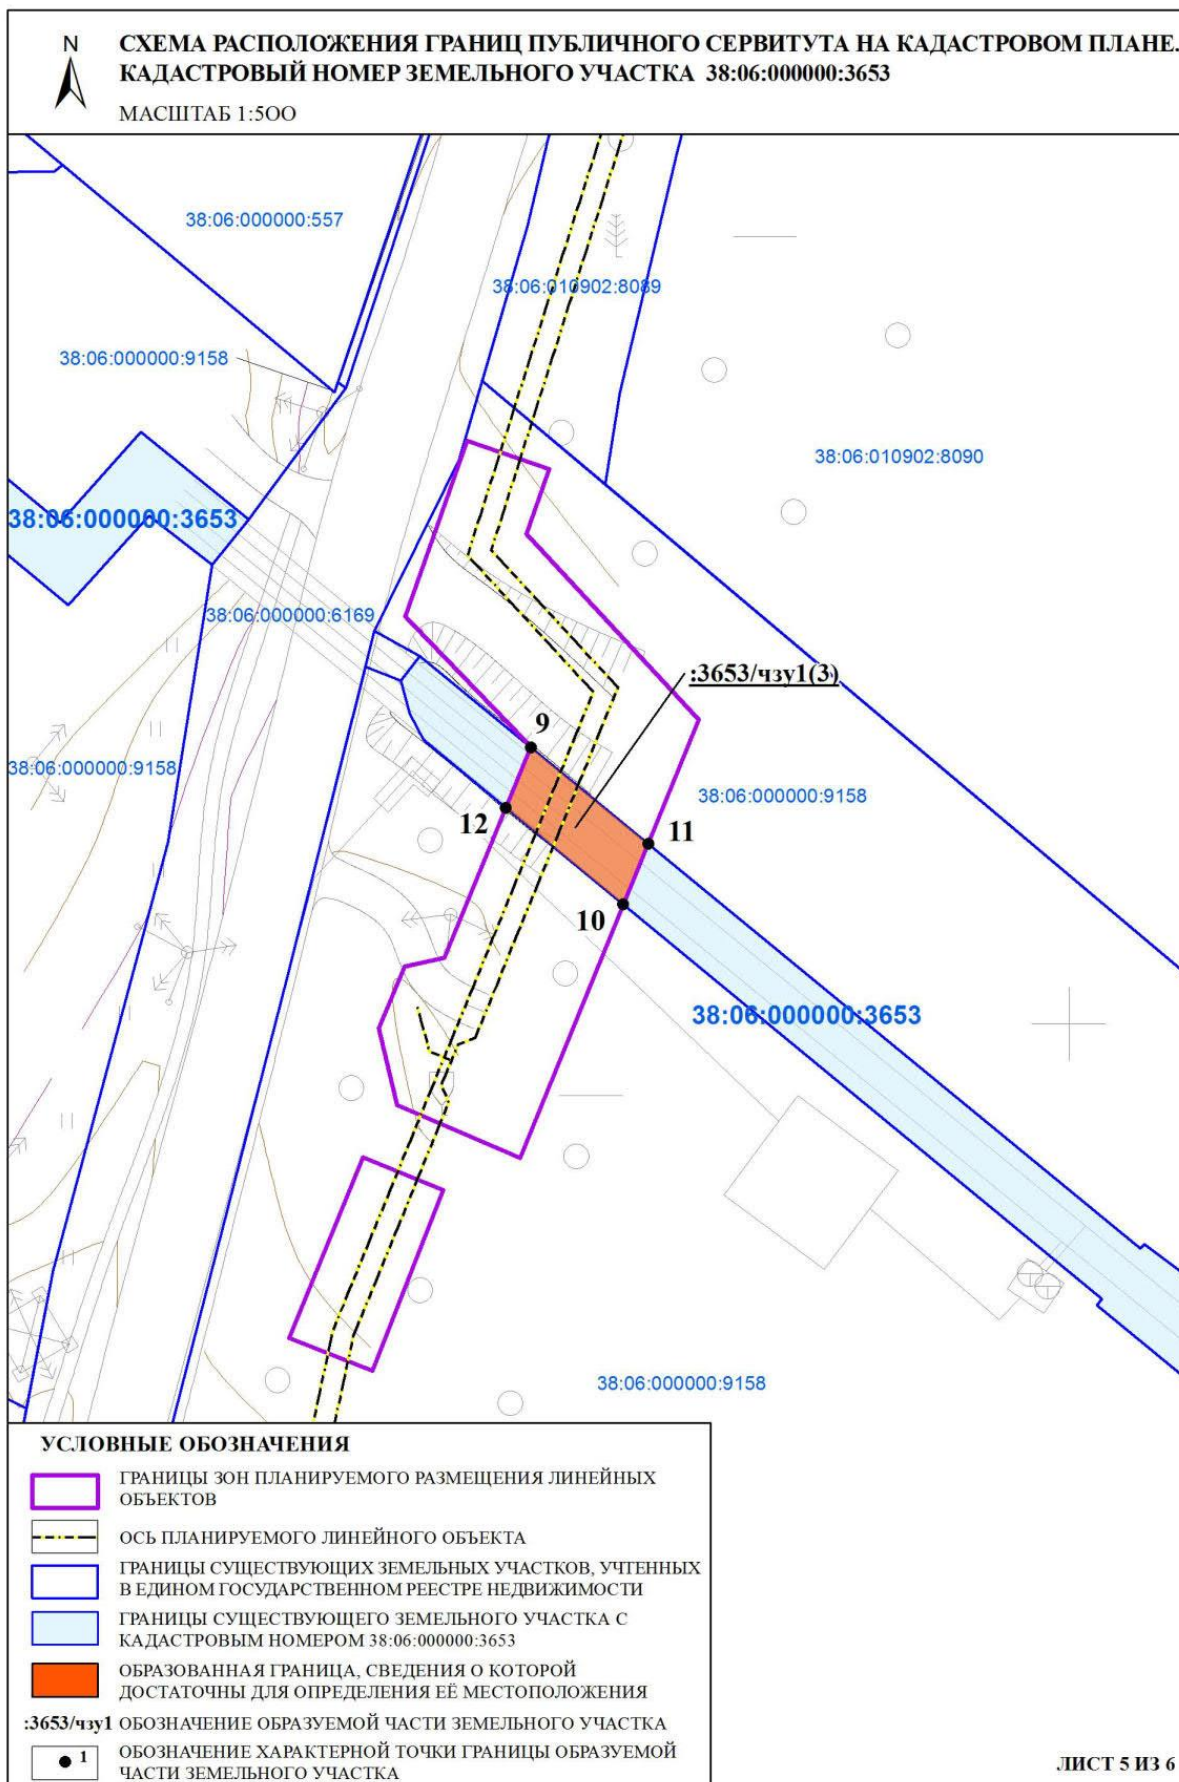 N
СХЕМА РАСПОЛОЖЕНИЯ ГРАНИЦ ПУБЛИЧНОГО СЕРВИТУТА НА КАДАСТРОВОМ ПЛАНЕ.
КАДАСТРОВЫЙ НОМЕР ЗЕМЕЛЬНОГО УЧАСТКА 38:06:000000:3653
МАСШТАБ 1:5ОО
38:06:000000:557
38:06:010902:8089
38:06:000000:9158
38:06:010902:8090
38:06:000000:3653
38:06:000000:6169
:3653/чзу1(3)
9
38:06:000000:9158
38:06:000000:9158
12
11
10
38:06:000000:3653
38:06:000000:9158
УСЛОВНЫЕ ОБОЗНАЧЕНИЯ
ГРАНИЦЫ ЗОН ПЛАНИРУЕМОГО РАЗМЕЩЕНИЯ ЛИНЕЙНЫХ
ОБЪЕКТОВ
ОСЬ ПЛАНИРУЕМОГО ЛИНЕЙНОГО ОБЪЕКТА
ГРАНИЦЫ СУЩЕСТВУЮЩИХ ЗЕМЕЛЬНЫХ УЧАСТКОВ, УЧТЕННЫХ
В ЕДИНОМ ГОСУДАРСТВЕННОМ РЕЕСТРЕ НЕДВИЖИМОСТИ
ГРАНИЦЫ СУЩЕСТВУЮЩЕГО ЗЕМЕЛЬНОГО УЧАСТКА С
КАДАСТРОВЫМ НОМЕРОМ 38:06:000000:3653
ОБРАЗОВАННАЯ ГРАНИЦА, СВЕДЕНИЯ О КОТОРОЙ
ДОСТАТОЧНЫ ДЛЯ ОПРЕДЕЛЕНИЯ ЕЁ МЕСТОПОЛОЖЕНИЯ
:3653/чзу1 ОБОЗНАЧЕНИЕ ОБРАЗУЕМОЙ ЧАСТИ ЗЕМЕЛЬНОГО УЧАСТКА
1 ОБОЗНАЧЕНИЕ ХАРАКТЕРНОЙ ТОЧКИ ГРАНИЦЫ ОБРАЗУЕМОЙ
ЧАСТИ ЗЕМЕЛЬНОГО УЧАСТКА
ЛИСТ 5 ИЗ 6